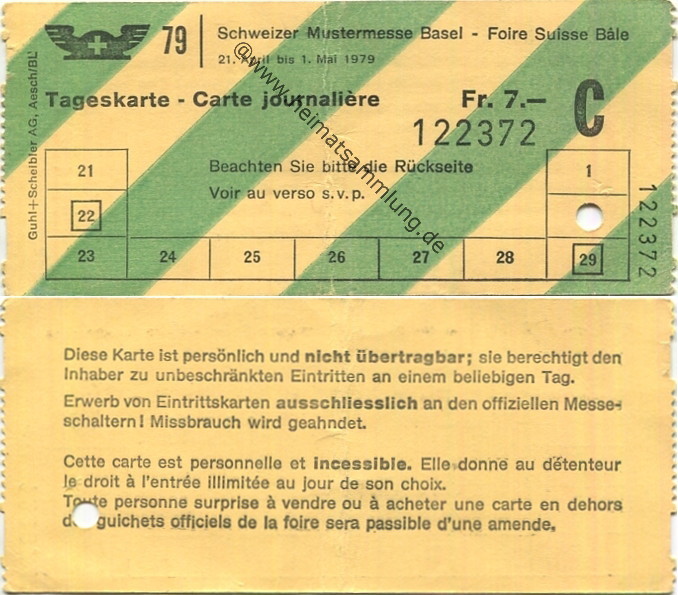 79
Schweizer Mustermesse Basel - Foire Suisse Bâle
21. April bis 1. Mai 1979
Tageskarte - Carte journalière Fr. 7.— C
122372
Beachten Sie bitte die Rückseite
Voir au verso s.v.p.
21 1
22
23 24 25 26 27 28 29
122372
Guhl+Scheibler AG, Aesch/BL
@www.heimatsammlung.de
Diese Karte ist persönlich und nicht übertragbar; sie berechtigt den
Inhaber zu unbeschränkten Eintritten an einem beliebigen Tag.
Erwerb von Eintrittskarten ausschliesslich an den offiziellen Messe-
schaltern! Missbrauch wird geahndet.
Cette carte est personnelle et incessible. Elle donne au détenteur
le droit à l'entrée illimitée au jour de son choix.
Toute personne surprise à vendre ou à acheter une carte en dehors
guichets officiels de la foire sera passible d'une amende.